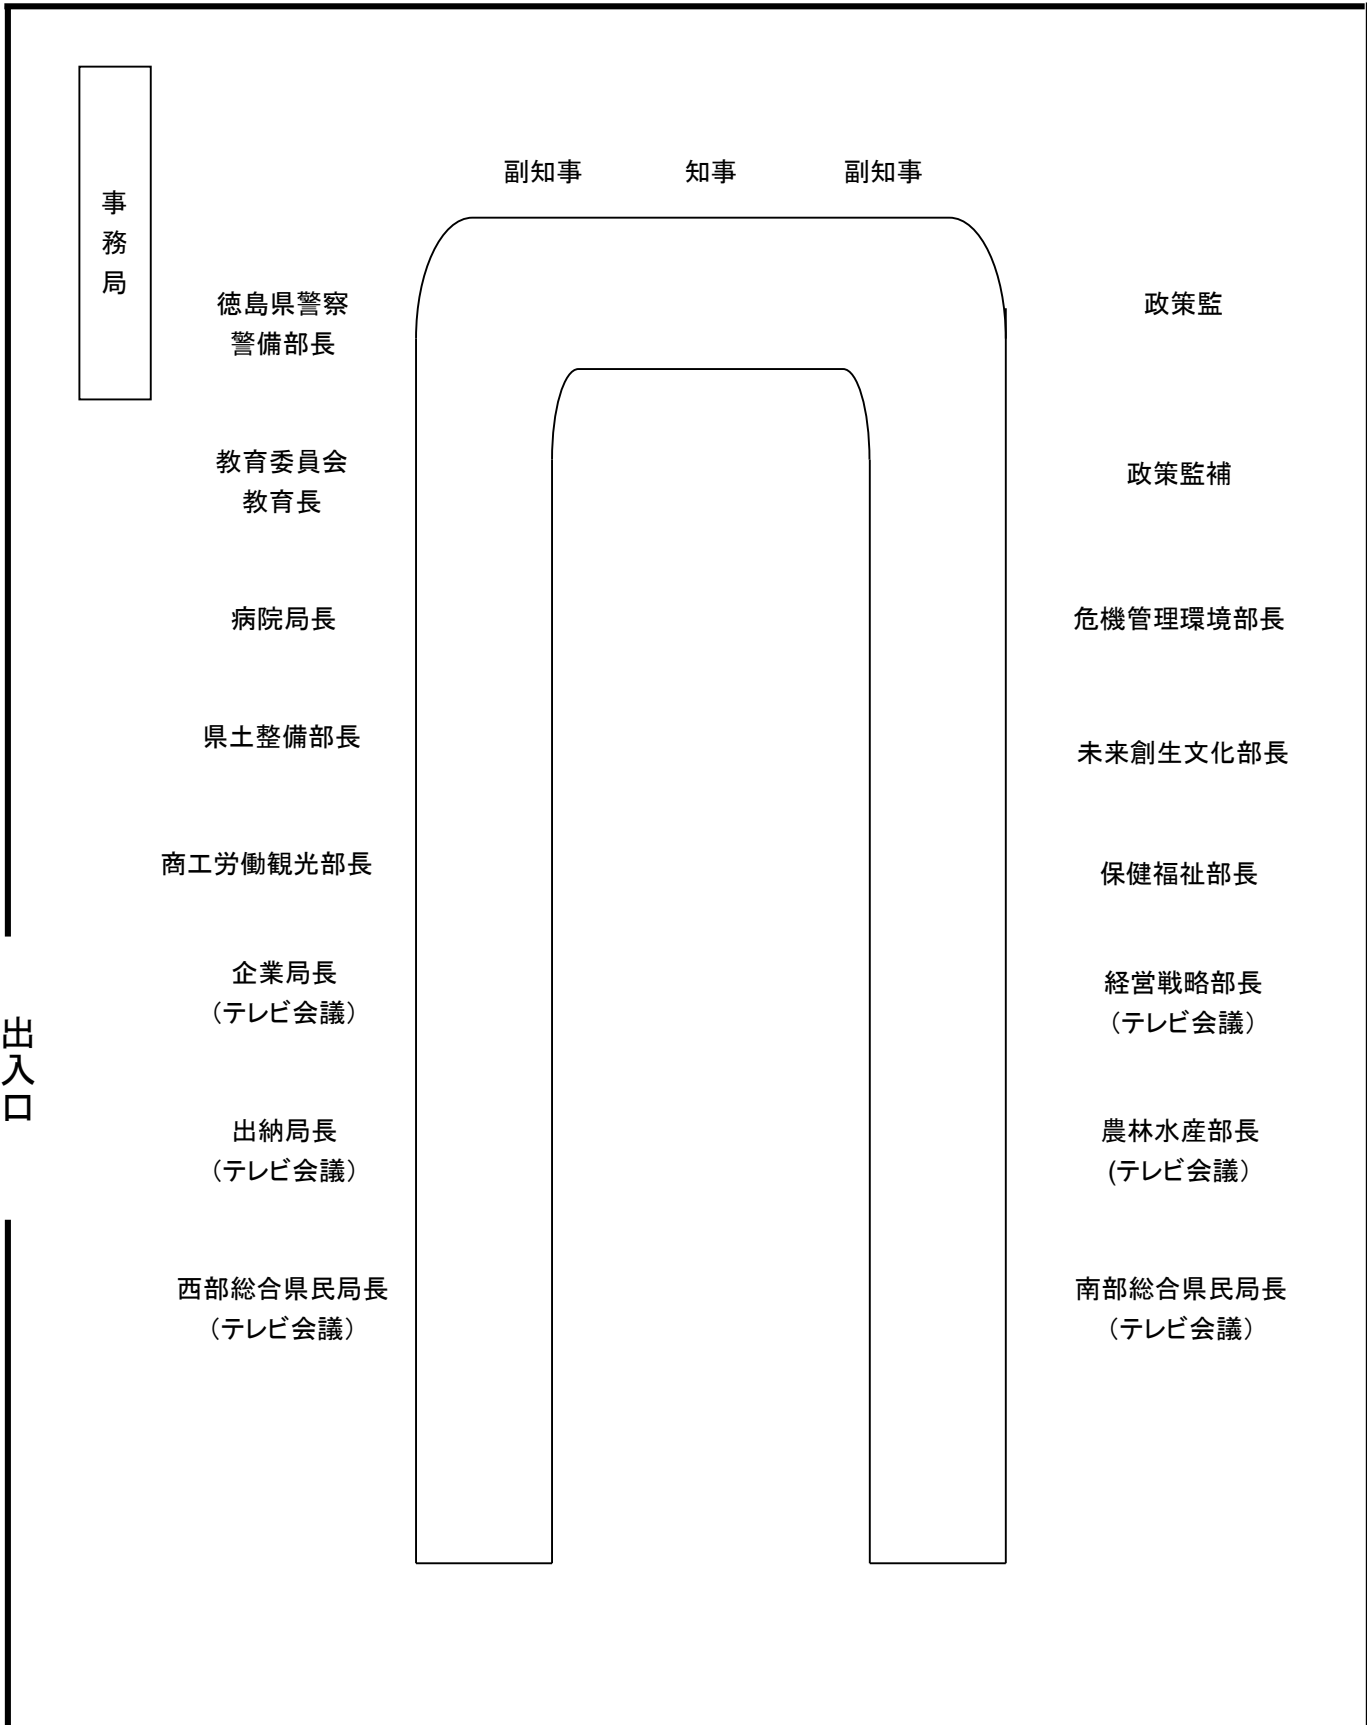 事務局
副知事 知事 副知事
徳島県警察
警備部長
政策監
教育委員会
教育長
政策監補
病院局長
危機管理環境部長
県土整備部長
未来創生文化部長
商工労働観光部長
保健福祉部長
企業局長
（テレビ会議）
経営戦略部長
（テレビ会議）
出入口
出納局長
（テレビ会議）
農林水産部長
(テレビ会議）
西部総合県民局長
（テレビ会議）
南部総合県民局長
（テレビ会議）